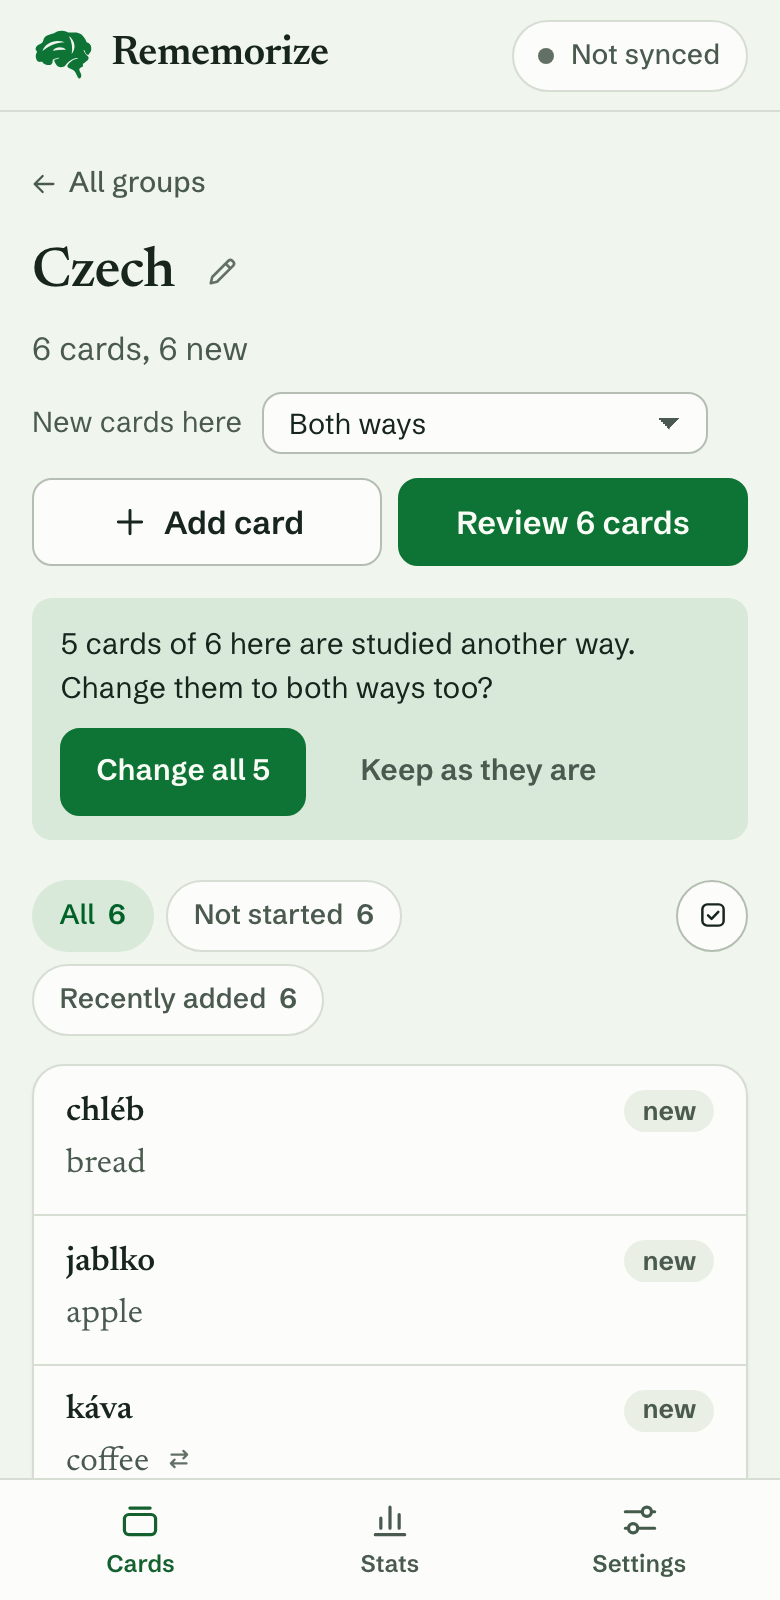 Rememorize
Not synced
← All groups
Czech
6 cards, 6 new
New cards here
Both ways
+ Add card
Review 6 cards
5 cards of 6 here are studied another way.
Change them to both ways too?
Change all 5
Keep as they are
All 6
Not started 6
Recently added 6
chléb
new
bread
jablko
new
apple
káva
new
coffee ⇄
Cards
Stats
Settings